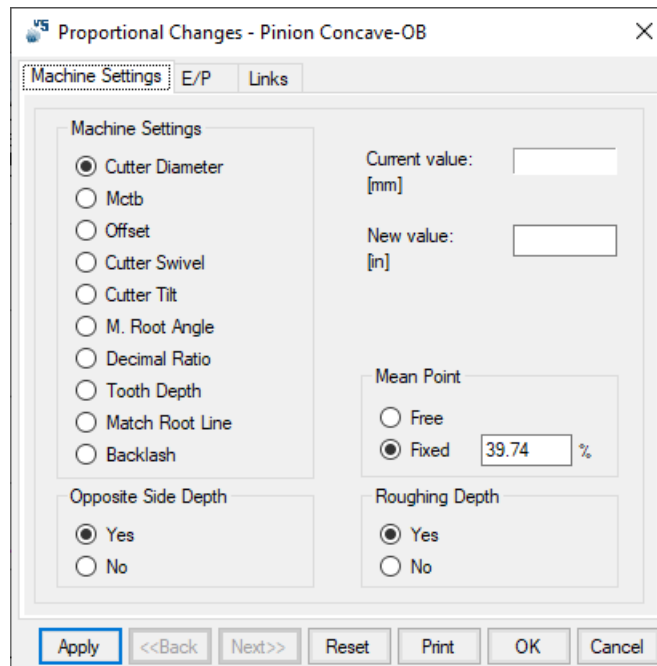 V5
Proportional Changes - Pinion Concave-OB
Machine Settings
E/P
Links
Machine Settings
Cutter Diameter
Mctb
Offset
Cutter Swivel
Cutter Tilt
M. Root Angle
Decimal Ratio
Tooth Depth
Match Root Line
Backlash
Current value:
[mm]
New value:
[in]
Mean Point
Free
Fixed 39.74 %
Opposite Side Depth
Yes
No
Roughing Depth
Yes
No
Apply
<<Back
Next>>
Reset
Print
OK
Cancel